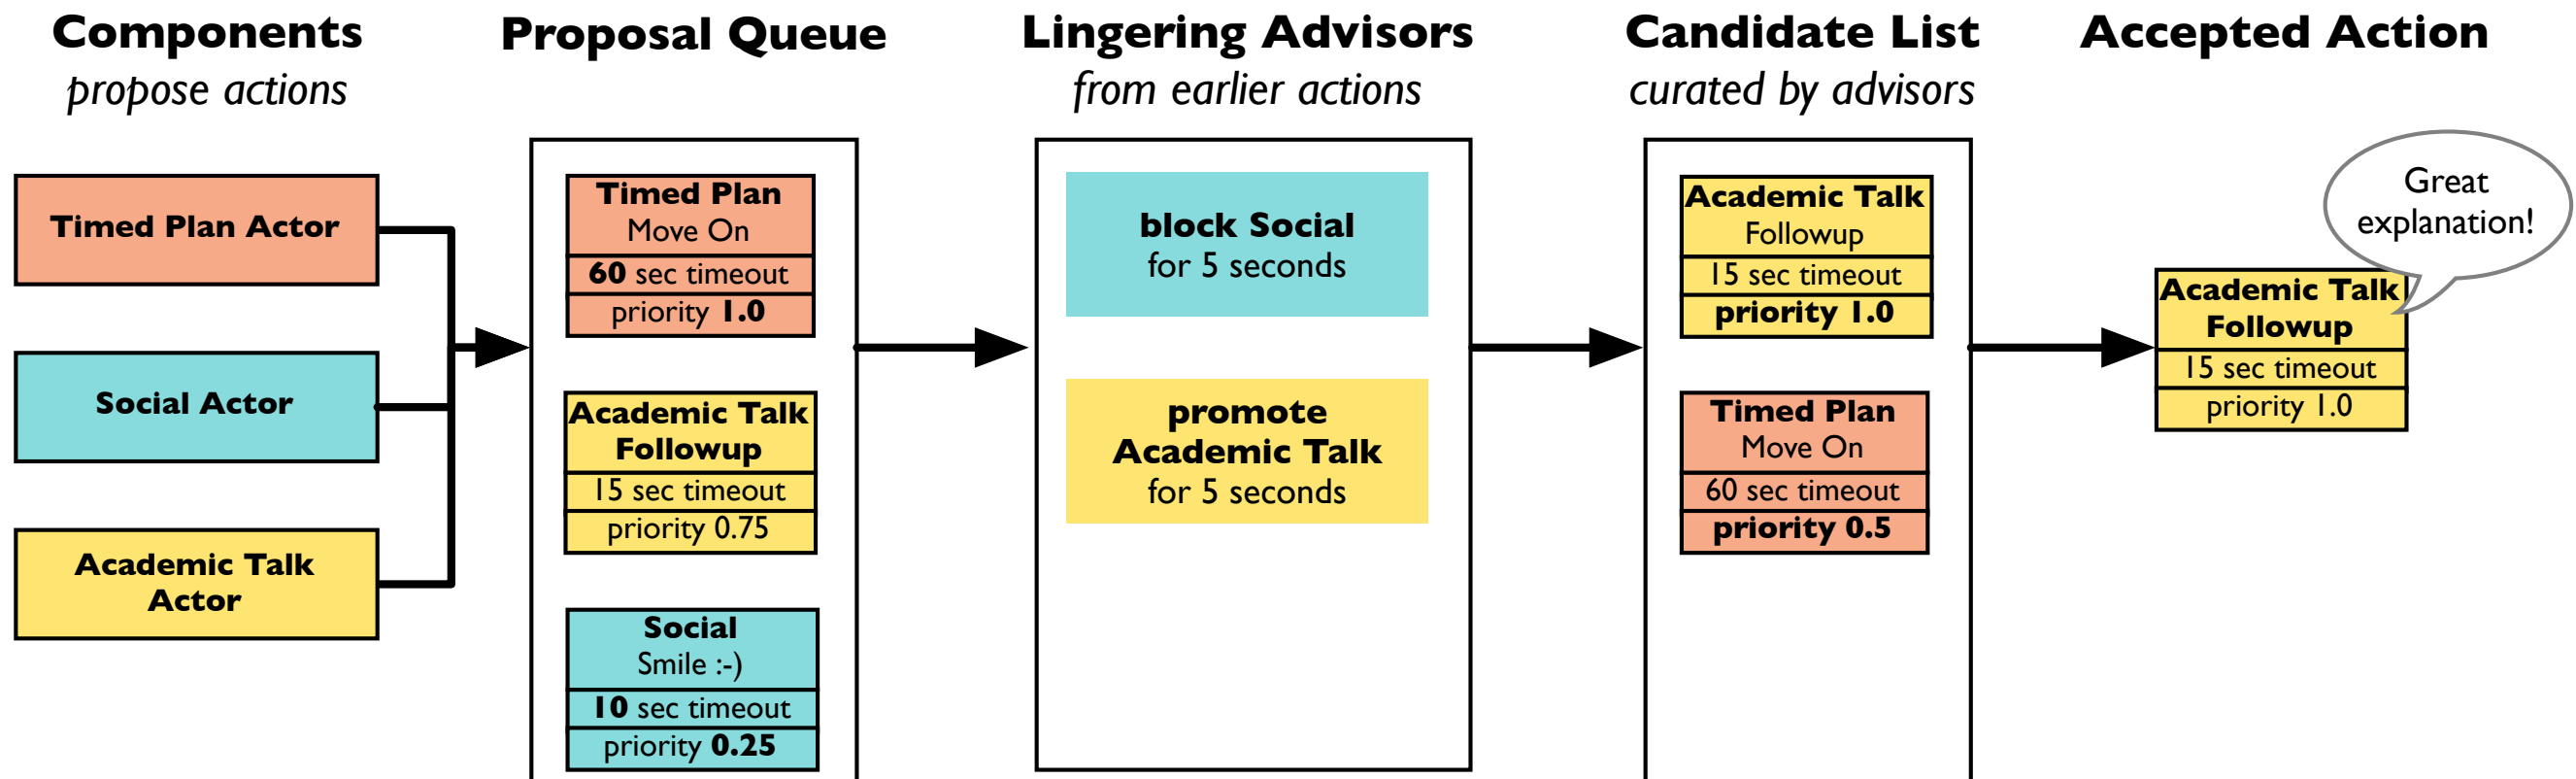 Components
propose actions
Timed Plan Actor
Social Actor
Academic Talk
Actor
Proposal Queue
Timed Plan
Move On
60 sec timeout
priority 1.0
Academic Talk
Followup
15 sec timeout
priority 0.75
Social
Smile :-)
10 sec timeout
priority 0.25
Lingering Advisors
from earlier actions
block Social
for 5 seconds
promote
Academic Talk
for 5 seconds
Candidate List
curated by advisors
Academic Talk
Followup
15 sec timeout
priority 1.0
Timed Plan
Move On
60 sec timeout
priority 0.5
Accepted Action
Great
explanation!
Academic Talk
Followup
15 sec timeout
priority 1.0